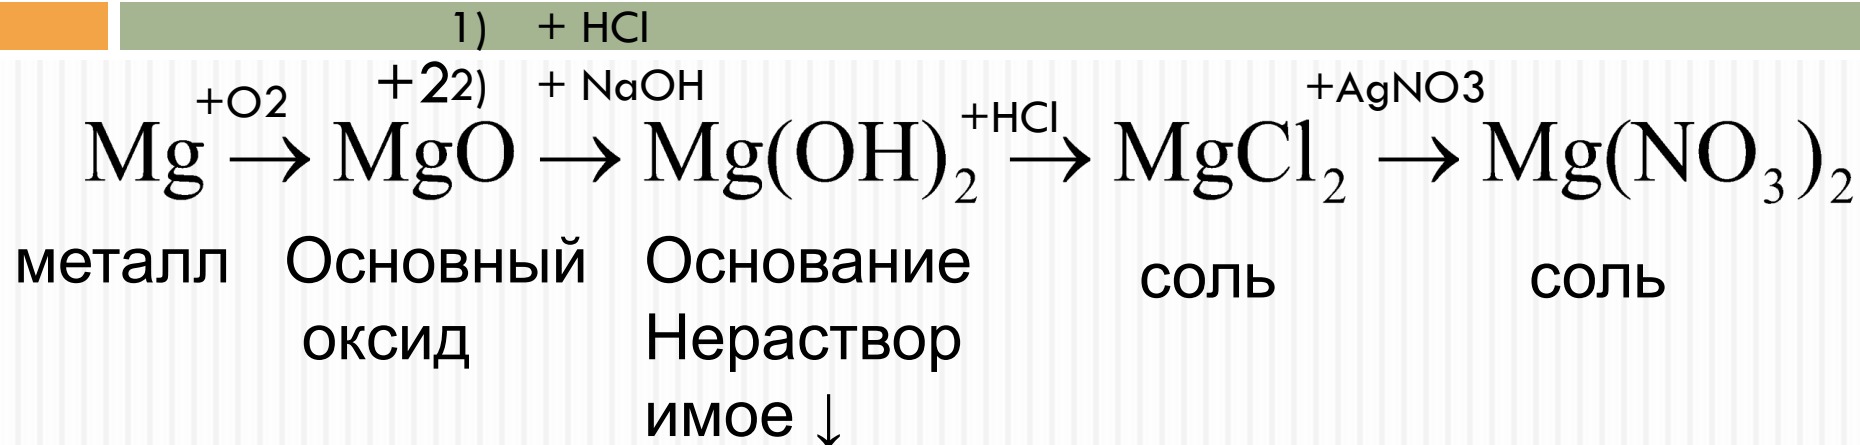 1) + HCl
+2 2) + NaOH
+O2 +HCl +AgNO3
Mg → MgO → Mg(OH)₂ → MgCl₂ → Mg(NO₃)₂
металл Основный Основание соль соль
оксид Нераствор
имое ↓